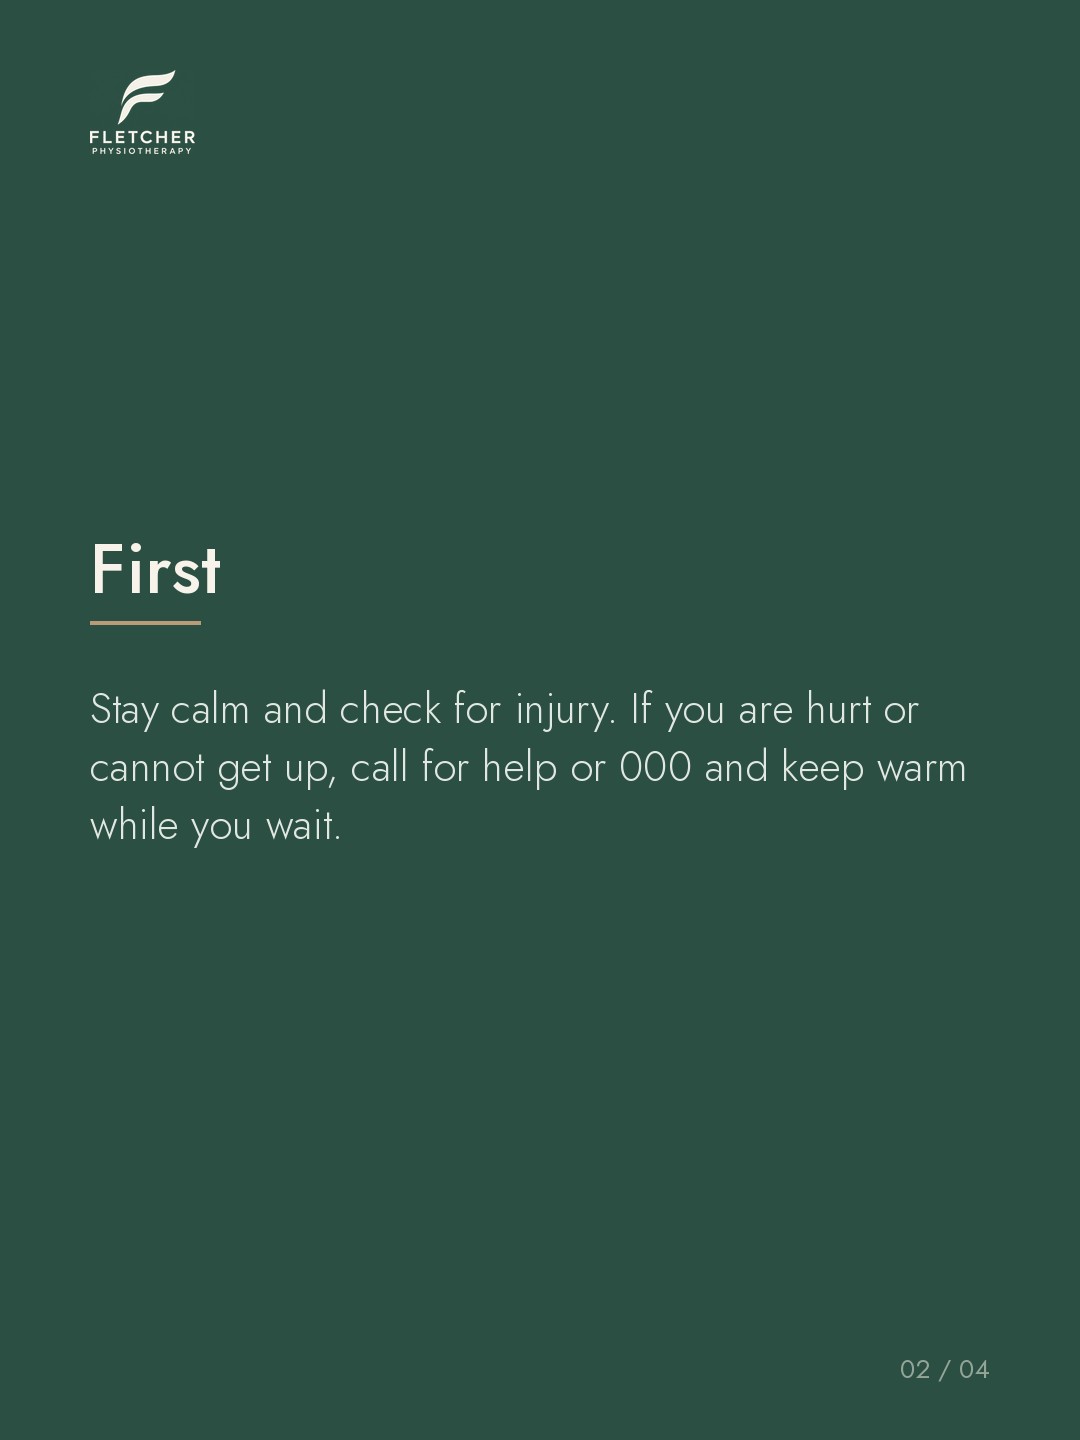 FLETCHER
PHYSIOTHERAPY
First
Stay calm and check for injury. If you are hurt or
cannot get up, call for help or 000 and keep warm
while you wait.
02 / 04